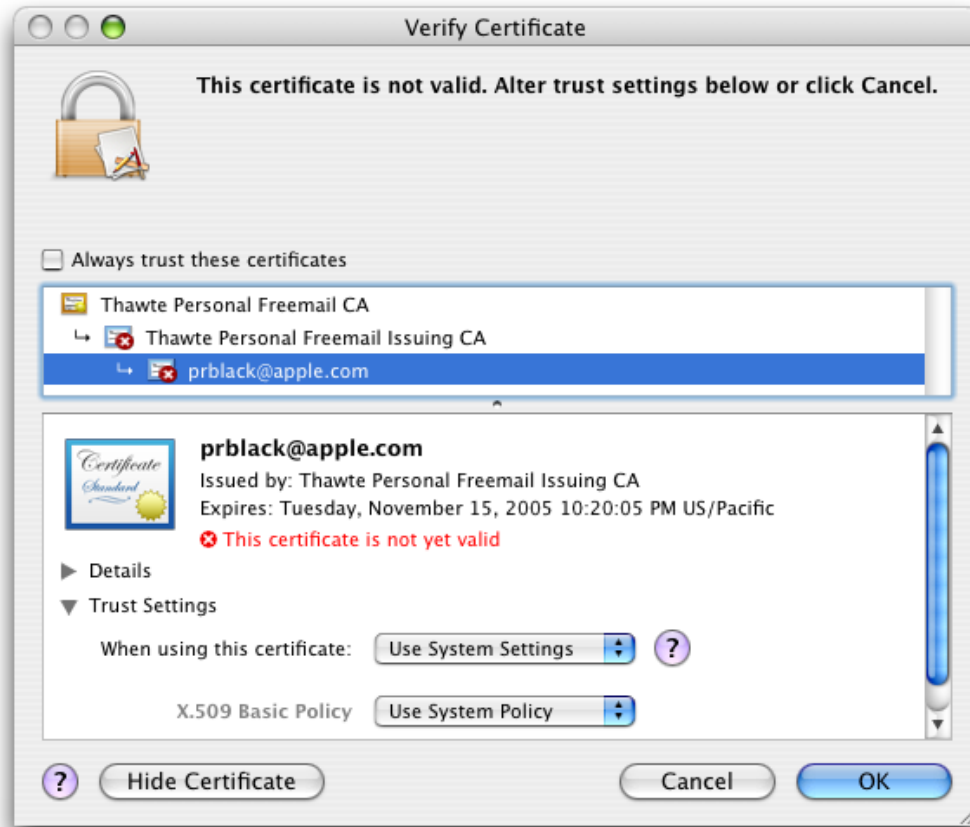 Verify Certificate
This certificate is not valid. Alter trust settings below or click Cancel.
Always trust these certificates
Thawte Personal Freemail CA
Thawte Personal Freemail Issuing CA
prblack@apple.com
Certificate
Standard
prblack@apple.com
Issued by: Thawte Personal Freemail Issuing CA
Expires: Tuesday, November 15, 2005 10:20:05 PM US/Pacific
This certificate is not yet valid
Details
Trust Settings
When using this certificate: Use System Settings ?
X.509 Basic Policy Use System Policy
? Hide Certificate Cancel OK